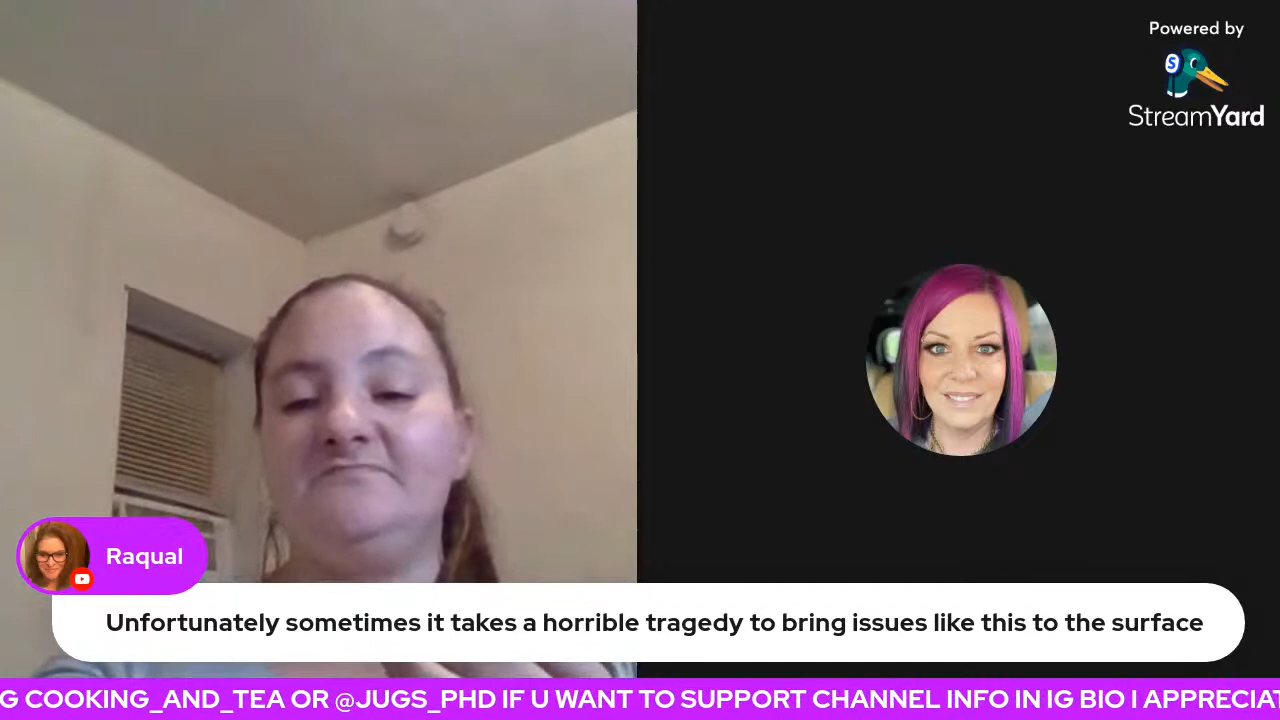 Powered by
S
StreamYard
Raqual
Unfortunately sometimes it takes a horrible tragedy to bring issues like this to the surface
G COOKING_AND_TEA OR @JUGS_PHD IF U WANT TO SUPPORT CHANNEL INFO IN IG BIO I APPRECIAT